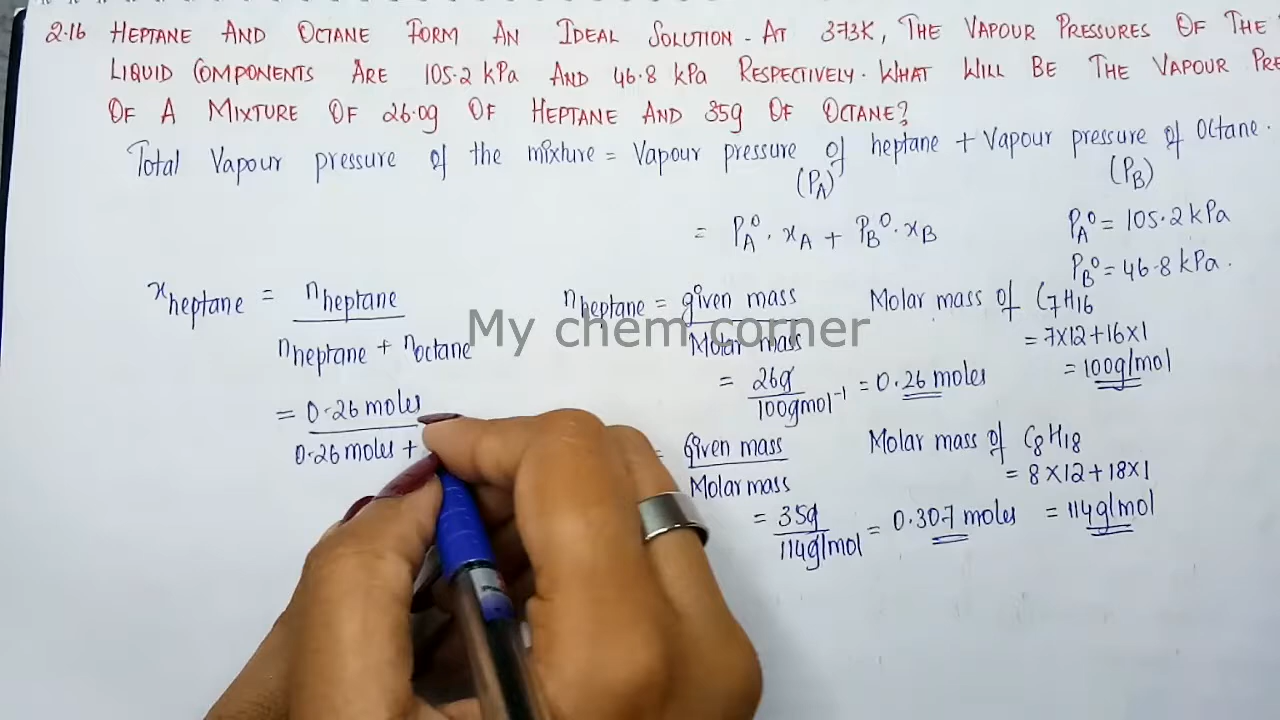 2.16 HEPTANE AND OCTANE FORM AN IDEAL SOLUTION. AT 373K, THE VAPOUR PRESSURES OF THE
LIQUID COMPONENTS ARE 105.2 kPa AND 46.8 kPa RESPECTIVELY. WHAT WILL BE THE VAPOUR PRE
OF A MIXTURE OF 26.0g OF HEPTANE AND 35g OF OCTANE?
Total Vapour pressure of the mixture = Vapour pressure of heptane + Vapour pressure of Octane.
(PA) (PB)
= PA⁰ . xA + PB⁰ . xB
PA⁰ = 105.2 kPa
PB⁰ = 46.8 kPa.
xheptane = nheptane
nheptane + noctane
= 0.26 moles
0.26 moles +
nheptane = given mass
Molar mass
= 26g
100gmol⁻¹ = 0.26 moles
Molar mass of C7H16
= 7X12+16X1
= 100g/mol
= given mass
Molar mass
= 35g
114g/mol = 0.307 moles
Molar mass of C8H18
= 8X12+18X1
= 114g/mol
My chem corner